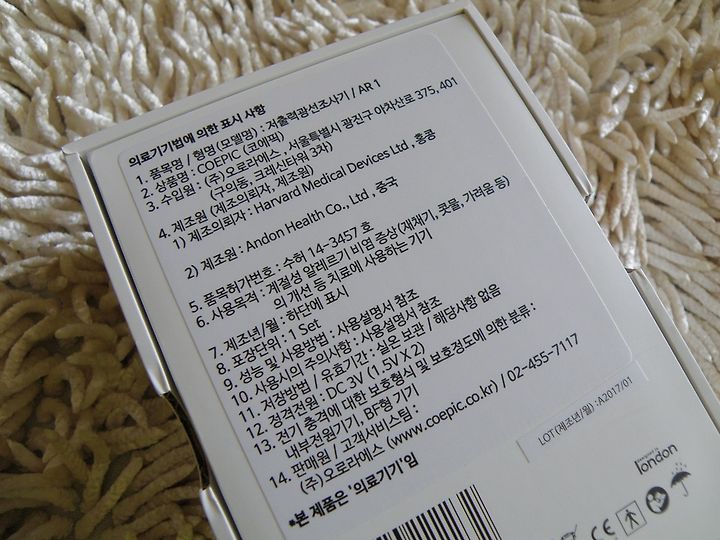 의료기기법에 의한 표시 사항
1. 품목명 / 형명 (모델명) : 저출력광선조사기 / AR 1
2. 상품명 : COEPIC (코에픽)
3. 수입원 : (주) 오로라에스 , 서울특별시 광진구 아차산로 375, 401
(구의동, 크레신타워 3차)
4. 제조원 (제조의뢰자, 제조원)
1) 제조의뢰자 : Harvard Medical Devices Ltd , 홍콩
2) 제조원 : Andon Health Co., Ltd , 중국
5. 품목허가번호 : 수허 14-3457 호
6. 사용목적 : 계절성 알레르기 비염 증상(재채기, 콧물, 가려움 등)
의 개선 등 치료에 사용하는 기기
7. 제조년/월 : 하단에 표시
8. 포장단위 : 1 Set
9. 성능 및 사용방법 : 사용설명서 참조
10. 사용시의 주의사항 : 사용설명서 참조
11. 저장방법 / 유효기간 : 실온 보관 / 해당사항 없음
12. 정격전원 : DC 3V (1.5V X 2)
13. 전기 충격에 대한 보호형식 및 보호정도에 의한 분류 :
내부전원기기, BF형 기기
14. 판매원 / 고객서비스팀 :
(주)오로라에스 (www.coepic.co.kr) / 02-455-7117
*본 제품은 '의료기기'임
LOT (제조년/월) : A2017/01
designed in
london
CE